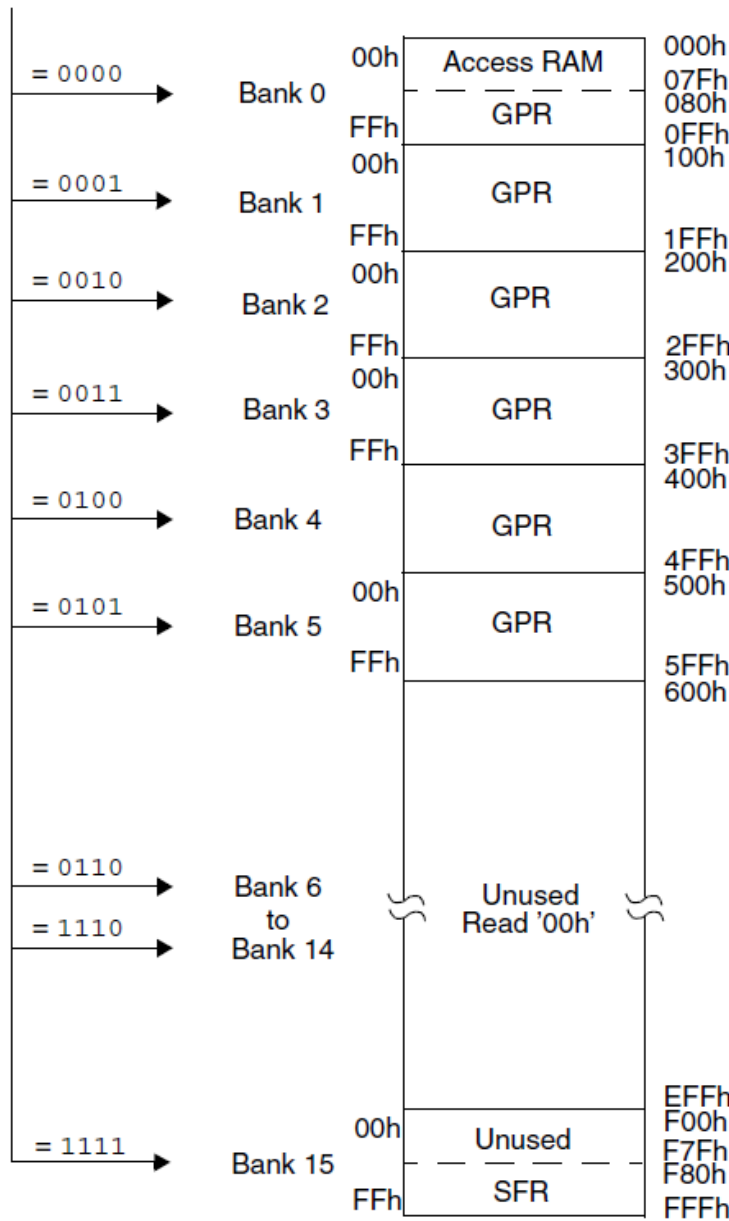 000h
00h
Access RAM
= 0000
07Fh
Bank 0
080h
GPR
FFh
0FFh
00h
100h
= 0001
GPR
Bank 1
FFh
1FFh
200h
00h
= 0010
GPR
Bank 2
FFh
2FFh
300h
00h
= 0011
Bank 3
GPR
FFh
3FFh
400h
= 0100
Bank 4
GPR
4FFh
500h
00h
= 0101
Bank 5
GPR
FFh
5FFh
600h
= 0110
Bank 6
to
Bank 14
= 1110
Unused
Read '00h'
EFFh
F00h
00h
Unused
= 1111
F7Fh
Bank 15
F80h
SFR
FFh
FFFh